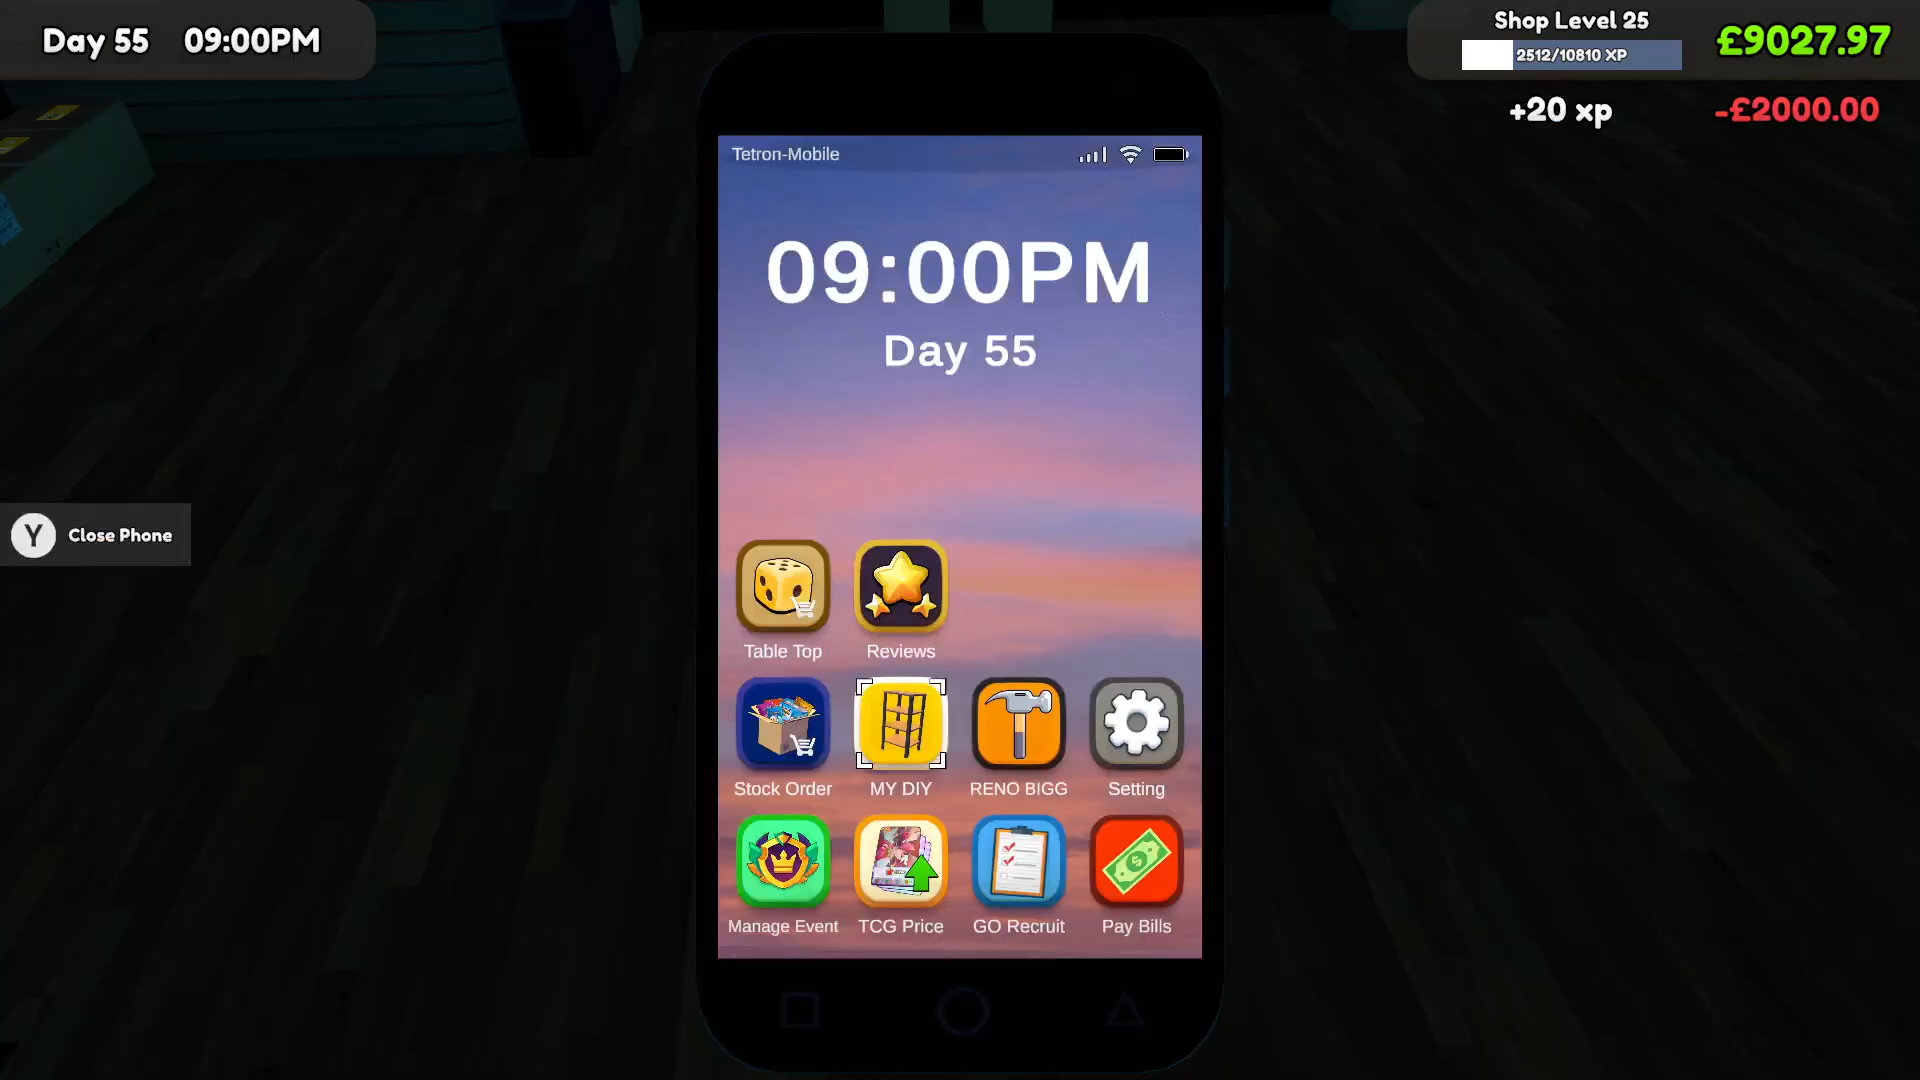 Day 55 09:00PM
Shop Level 25
2512/10810 XP
£9027.97
+20 xp
-£2000.00
Tetron-Mobile
09:00PM
Day 55
Y Close Phone
Table Top
Reviews
Stock Order
MY DIY
RENO BIGG
Setting
Manage Event
TCG Price
GO Recruit
Pay Bills